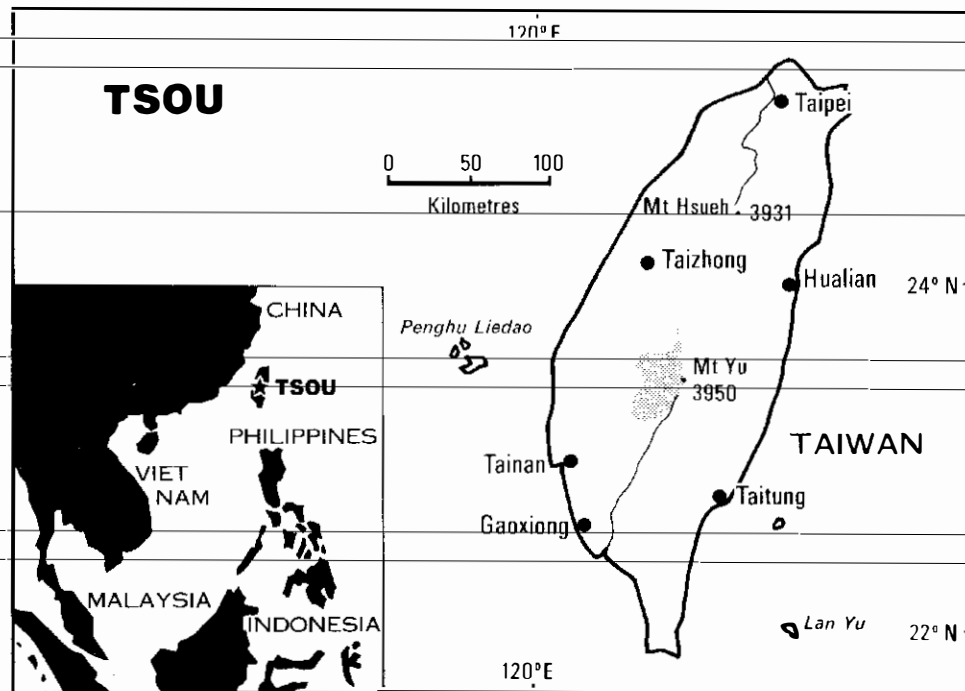 120° E
TSOU
Taipei
0 50 100
Kilometres
Mt Hsueh 3931
Taizhong
Hualian
24° N
CHINA
Penghu Liedao
TSOU
Mt Yu
3950
PHILIPPINES
TAIWAN
VIET
NAM
Tainan
Taitung
Gaoxiong
MALAYSIA
INDONESIA
Lan Yu
22° N
120° E